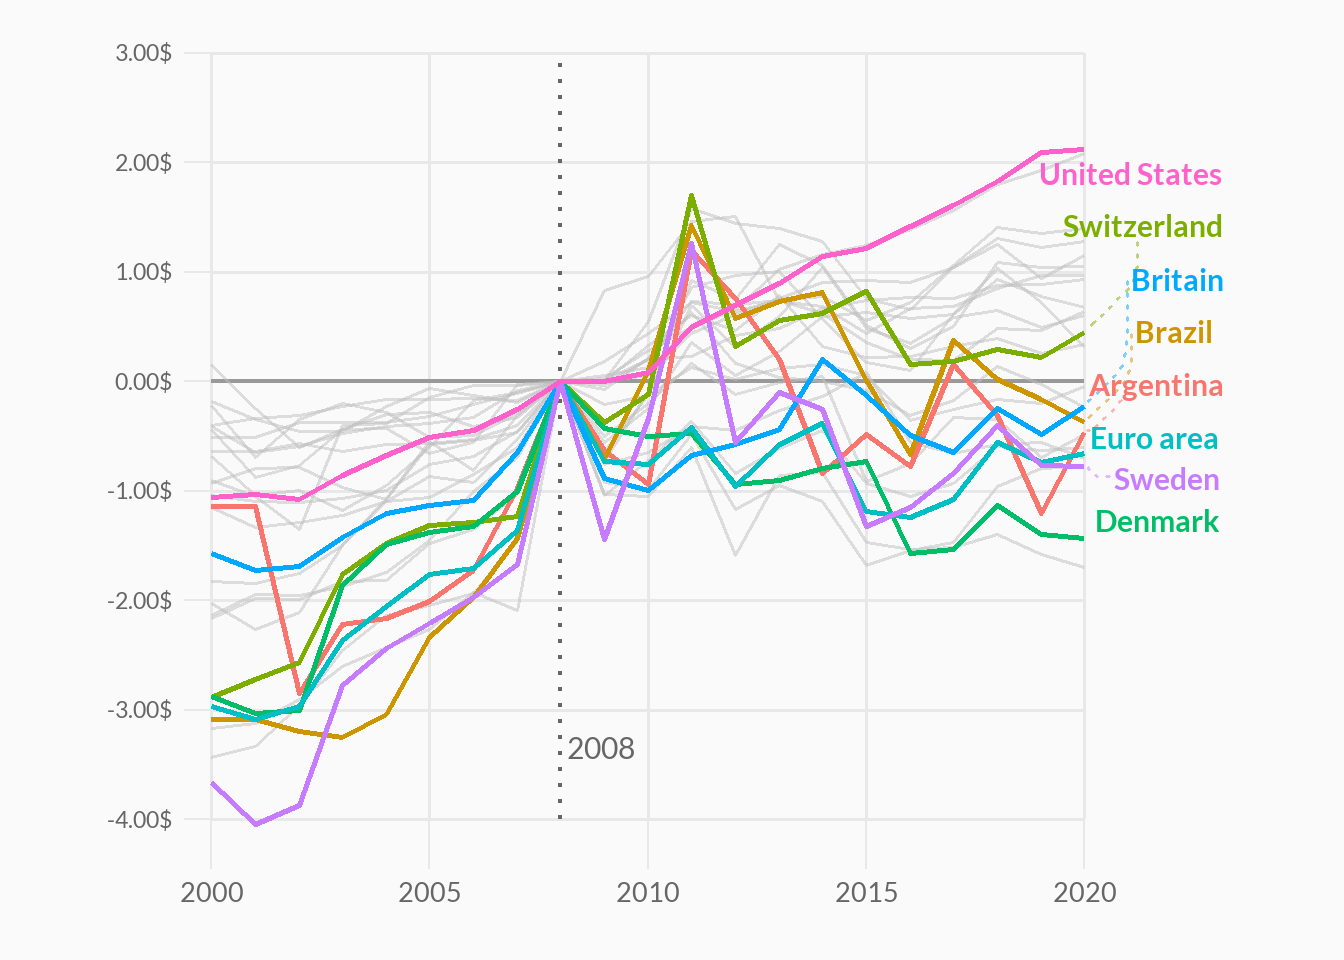 3.00$
2.00$
1.00$
0.00$
-1.00$
-2.00$
-3.00$
-4.00$
United States
Switzerland
Britain
Brazil
Argentina
Euro area
Sweden
Denmark
2008
2000
2005
2010
2015
2020